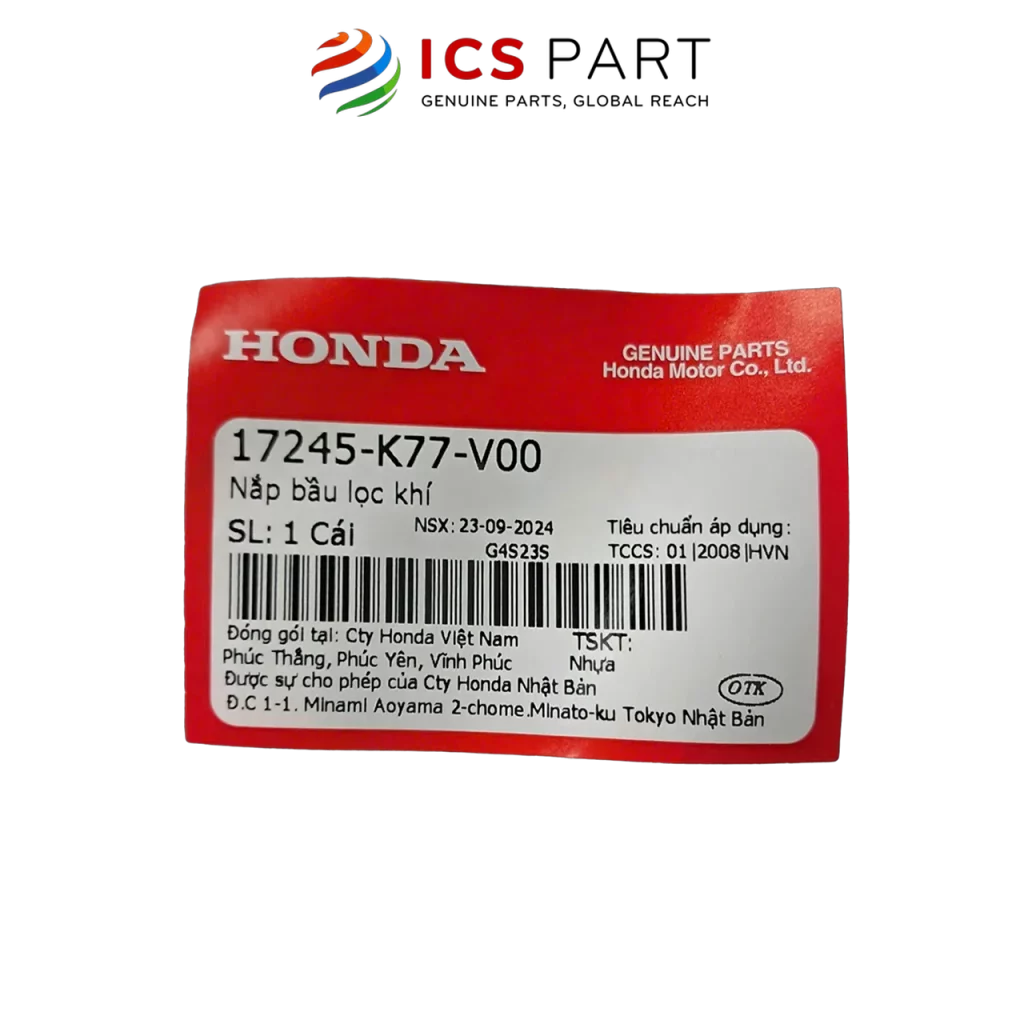 ICS PART
GENUINE PARTS, GLOBAL REACH
HONDA
GENUINE PARTS
Honda Motor Co., Ltd.
17245-K77-V00
Nắp bầu lọc khí
SL: 1 Cái
NSX: 23-09-2024
Tiêu chuẩn áp dụng:
G4S23S
TCCS: 01|2008|HVN
Đóng gói tại: Cty Honda Việt Nam
TSKT:
Phúc Thắng, Phúc Yên, Vĩnh Phúc
Nhựa
Được sự cho phép của Cty Honda Nhật Bản
OTK
Đ.C 1-1. Minami Aoyama 2-chome.Minato-ku Tokyo Nhật Bản